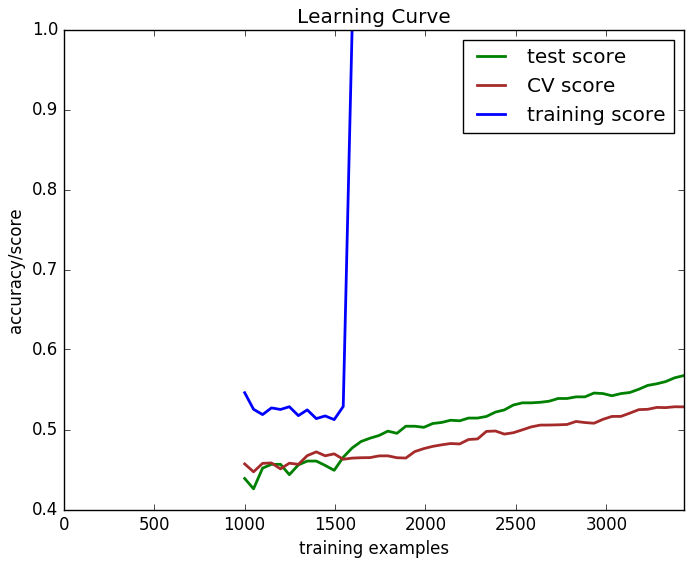 Learning Curve
1.0
0.9
0.8
0.7
0.6
0.5
0.4
accuracy/score
test score
CV score
training score
0 500 1000 1500 2000 2500 3000
training examples